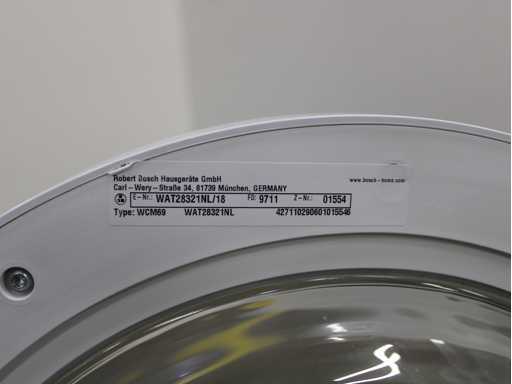 Robert Bosch Hausgeräte GmbH
www.bosch-home.com
Carl-Wery-Straße 34, 81739 München, GERMANY
E-Nr.: WAT28321NL/18 FD: 9711 Z-Nr.: 01554
Type: WCM69 WAT28321NL 427110290601015546